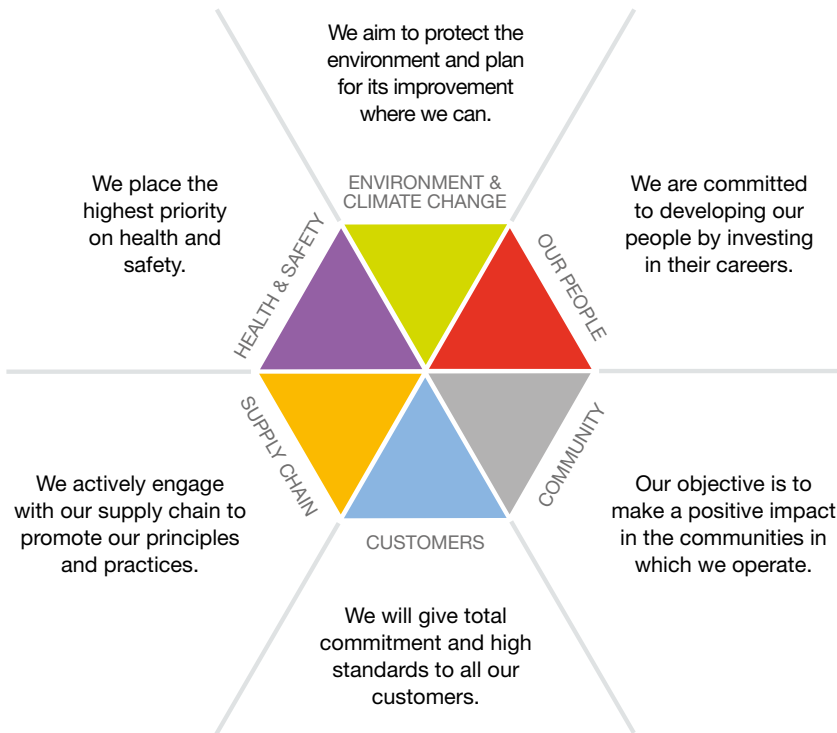 We aim to protect the
environment and plan
for its improvement
where we can.
ENVIRONMENT &
CLIMATE CHANGE
We place the
highest priority
on health and
safety.
HEALTH & SAFETY
We are committed
to developing our
people by investing
in their careers.
OUR PEOPLE
SUPPLY CHAIN
We actively engage
with our supply chain to
promote our principles
and practices.
COMMUNITY
Our objective is to
make a positive impact
in the communities in
which we operate.
CUSTOMERS
We will give total
commitment and high
standards to all our
customers.